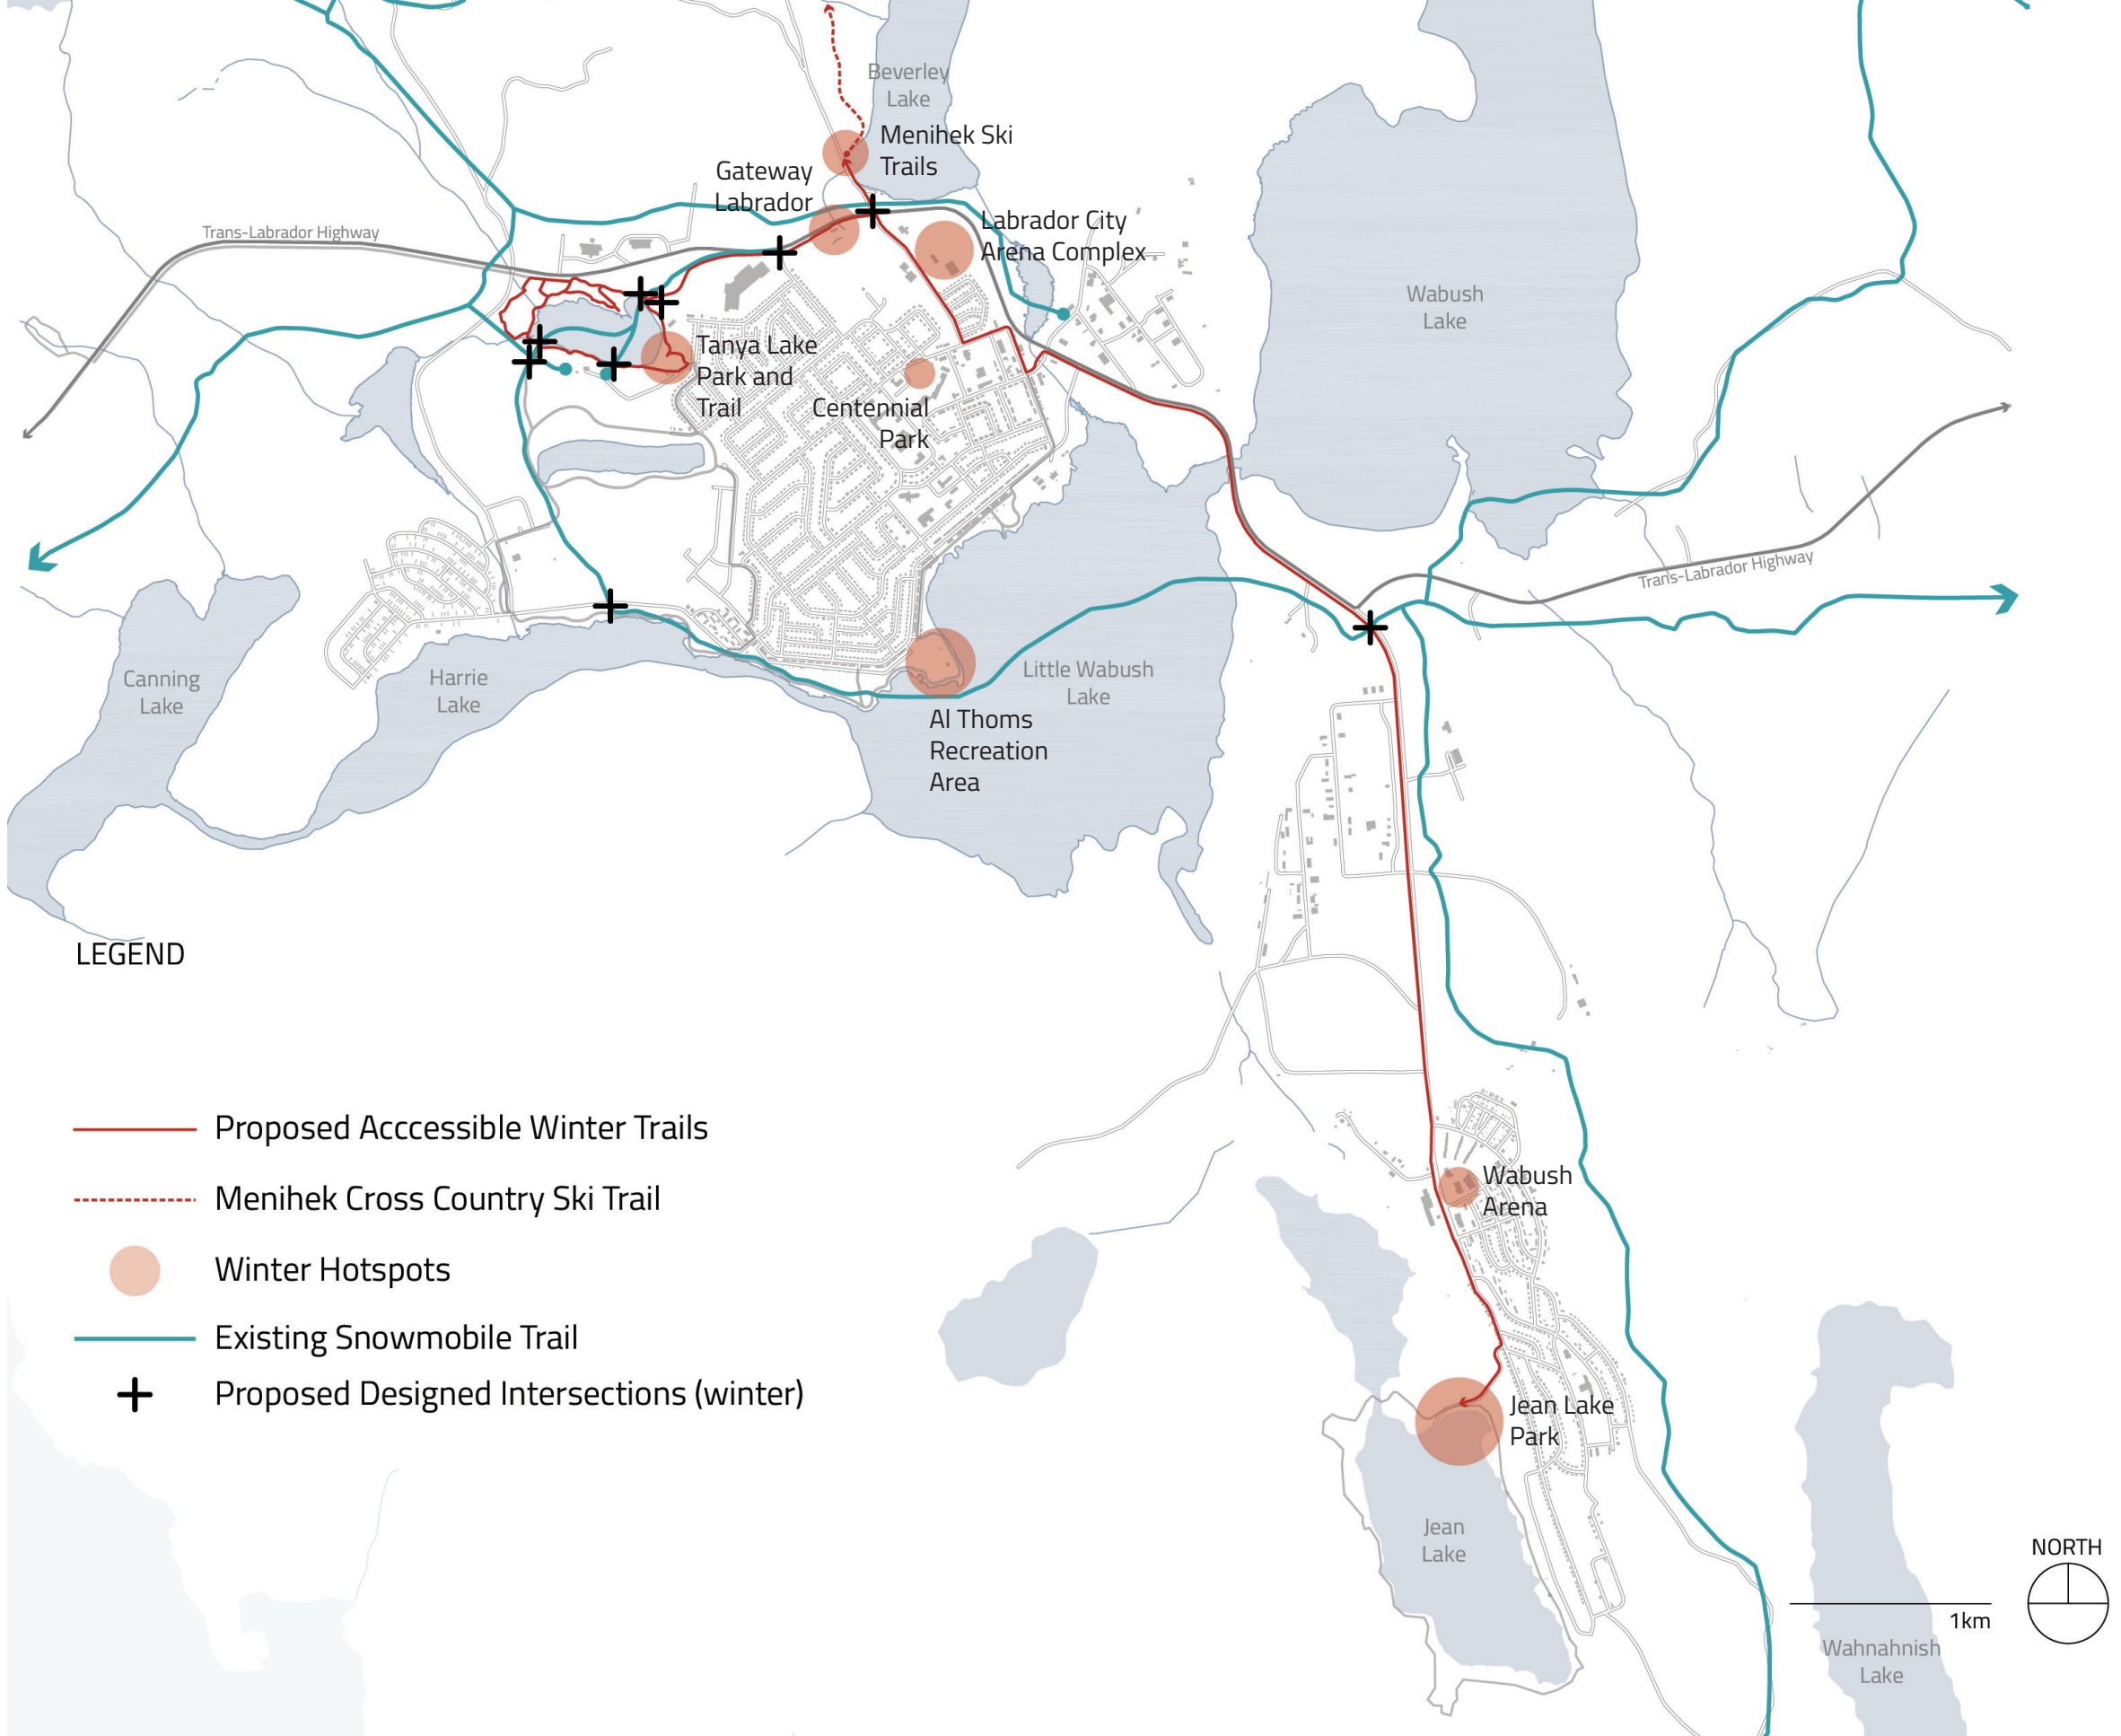 Beverley
Lake
Menihek Ski
Trails
Gateway
Labrador
Labrador City
Arena Complex
Trans-Labrador Highway
Wabush
Lake
Tanya Lake
Park and
Trail
Centennial
Park
Trans-Labrador Highway
Canning
Lake
Harrie
Lake
Little Wabush
Lake
Al Thoms
Recreation
Area
LEGEND
Proposed Acccessible Winter Trails
Menihek Cross Country Ski Trail
Winter Hotspots
Existing Snowmobile Trail
Proposed Designed Intersections (winter)
Wabush
Arena
Jean Lake
Park
Jean
Lake
NORTH
1km
Wahnahnish
Lake